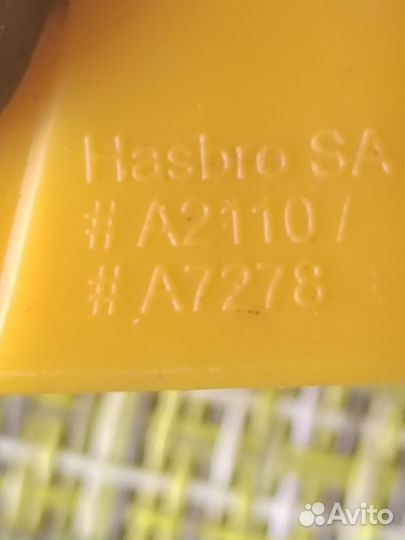 Hasbro SA
# A2110 /
# A7278
Avito